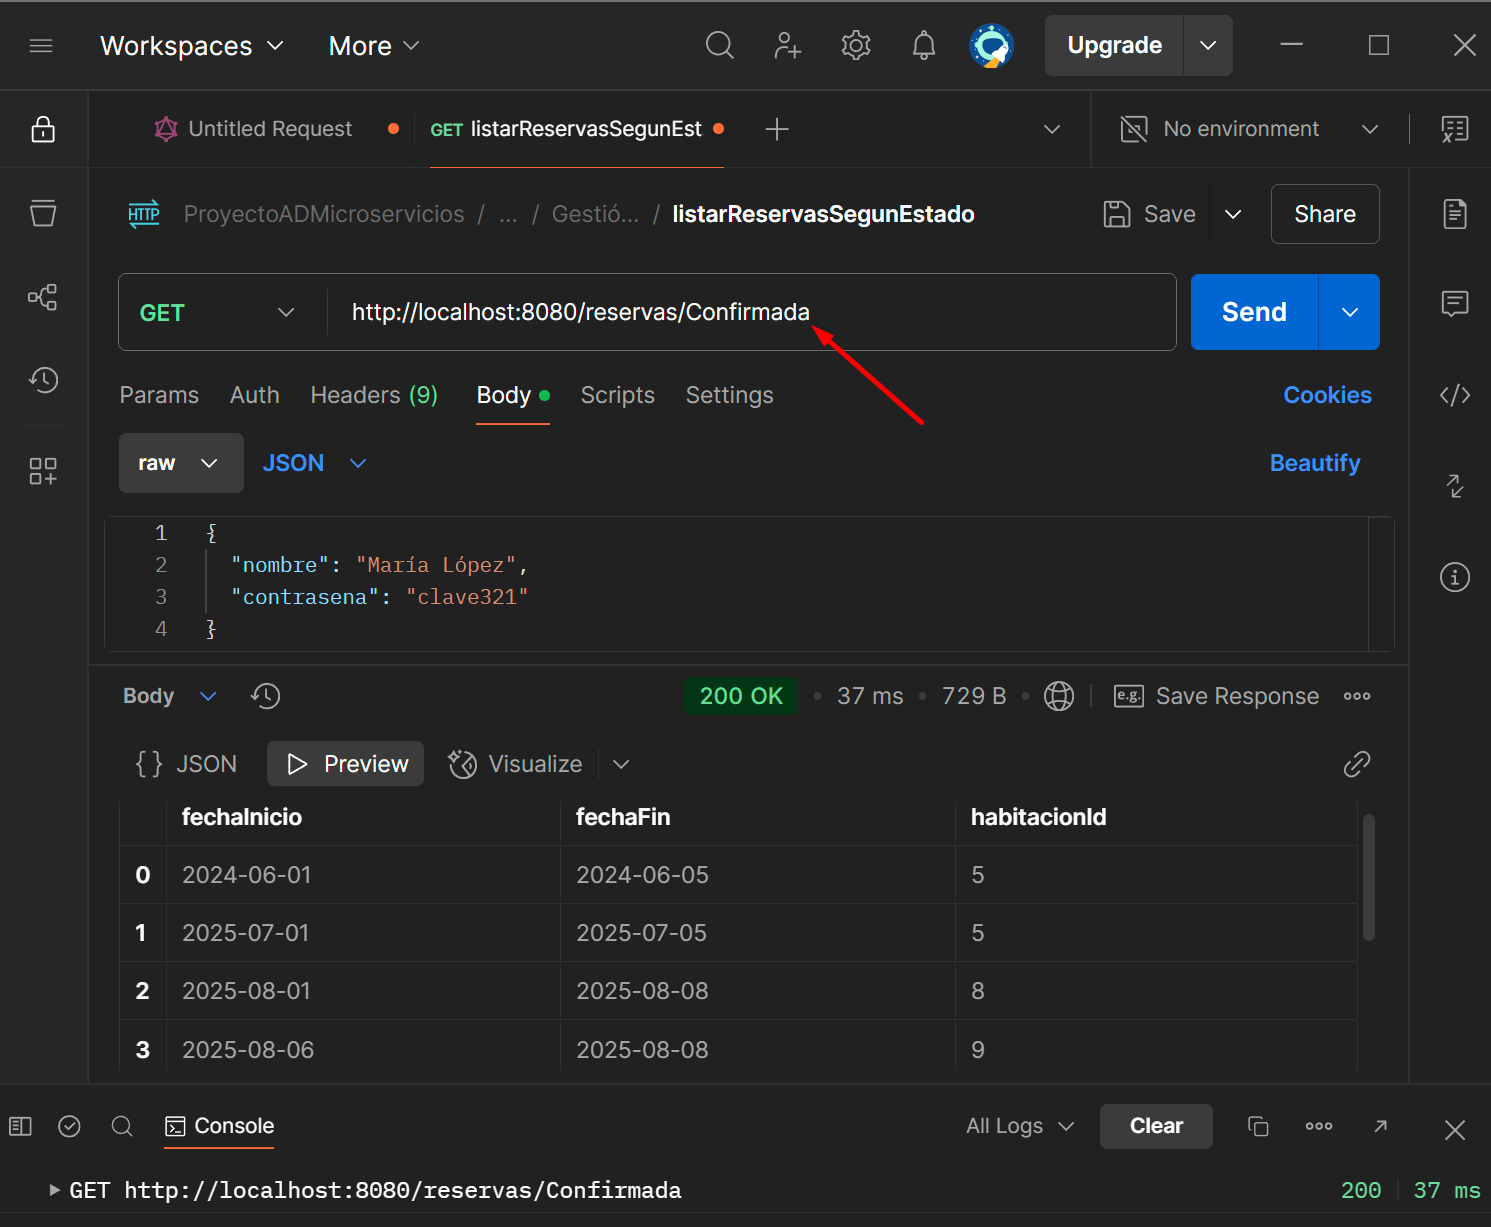 Workspaces More Upgrade
Untitled Request GET listarReservasSegunEst No environment
HTTP ProyectoADMicroservicios / ... / Gestió... / listarReservasSegunEstado Save Share
GET http://localhost:8080/reservas/Confirmada Send
Params Auth Headers (9) Body Scripts Settings Cookies
raw JSON Beautify
1 {
2 "nombre": "María López",
3 "contrasena": "clave321"
4 }
Body 200 OK • 37 ms • 729 B • e.g. Save Response
{} JSON Preview Visualize
fechaInicio fechaFin habitacionId
0 2024-06-01 2024-06-05 5
1 2025-07-01 2025-07-05 5
2 2025-08-01 2025-08-08 8
3 2025-08-06 2025-08-08 9
Console All Logs Clear
GET http://localhost:8080/reservas/Confirmada 200 37 ms